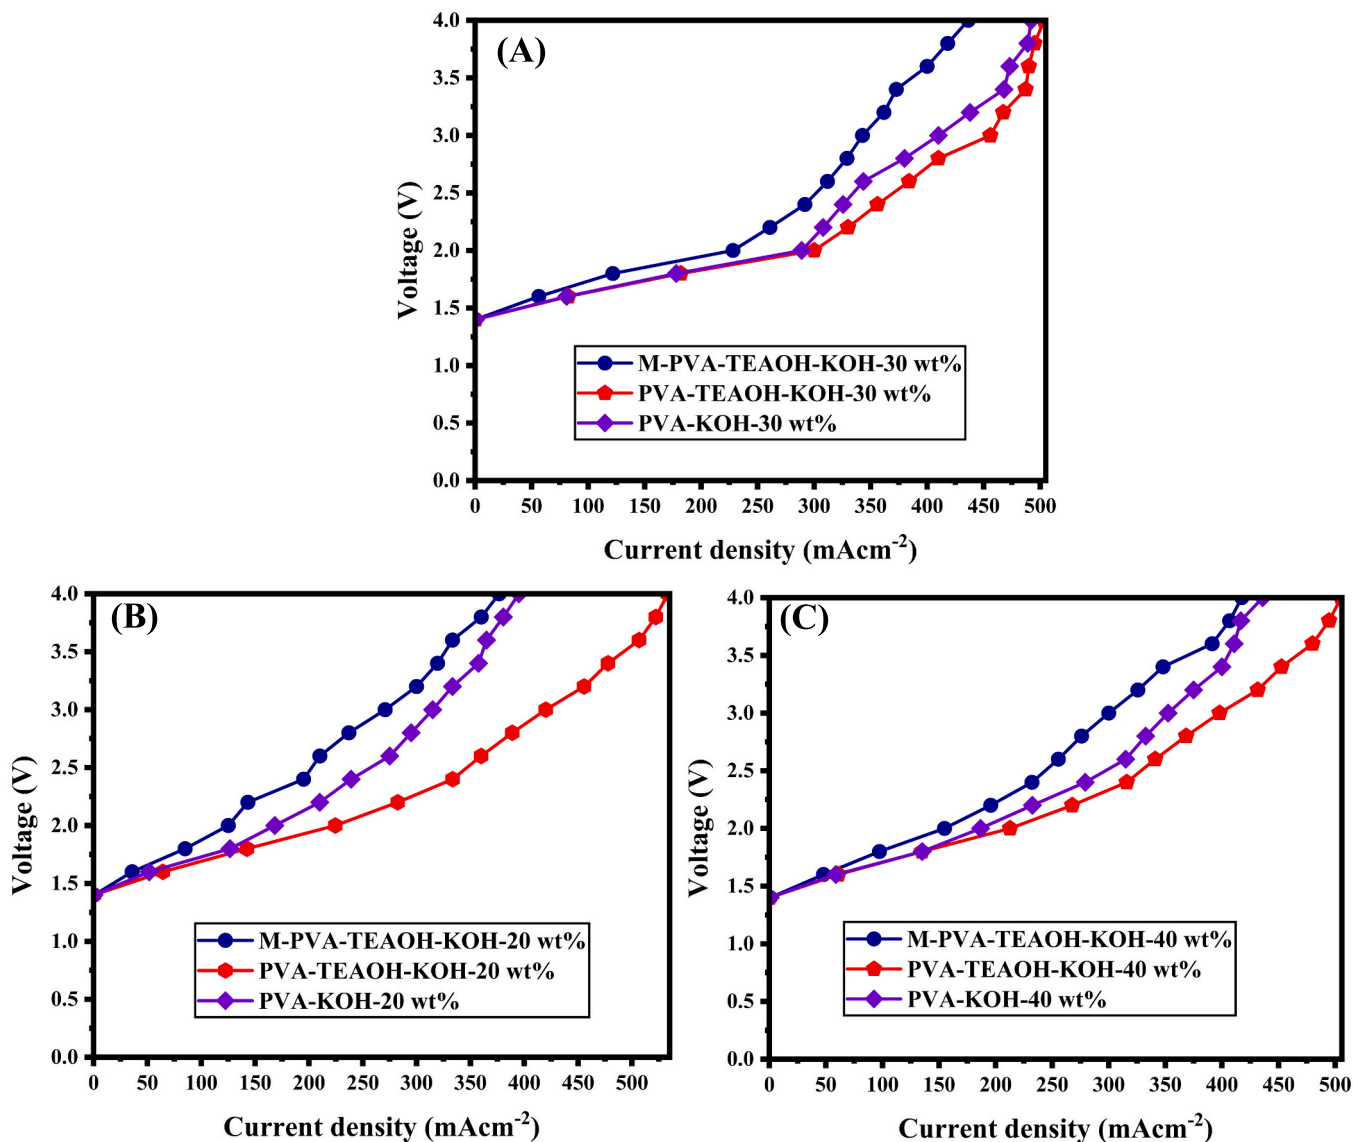 (A)
4.0
3.5
3.0
2.5
2.0
1.5
1.0
0.5
0.0
Voltage (V)
M-PVA-TEAOH-KOH-30 wt%
PVA-TEAOH-KOH-30 wt%
PVA-KOH-30 wt%
0 50 100 150 200 250 300 350 400 450 500
Current density (mAcm⁻²)
(B)
4.0
3.5
3.0
2.5
2.0
1.5
1.0
0.5
0.0
Voltage (V)
M-PVA-TEAOH-KOH-20 wt%
PVA-TEAOH-KOH-20 wt%
PVA-KOH-20 wt%
0 50 100 150 200 250 300 350 400 450 500
Current density (mAcm⁻²)
(C)
4.0
3.5
3.0
2.5
2.0
1.5
1.0
0.5
0.0
Voltage (V)
M-PVA-TEAOH-KOH-40 wt%
PVA-TEAOH-KOH-40 wt%
PVA-KOH-40 wt%
0 50 100 150 200 250 300 350 400 450 500
Current density (mAcm⁻²)